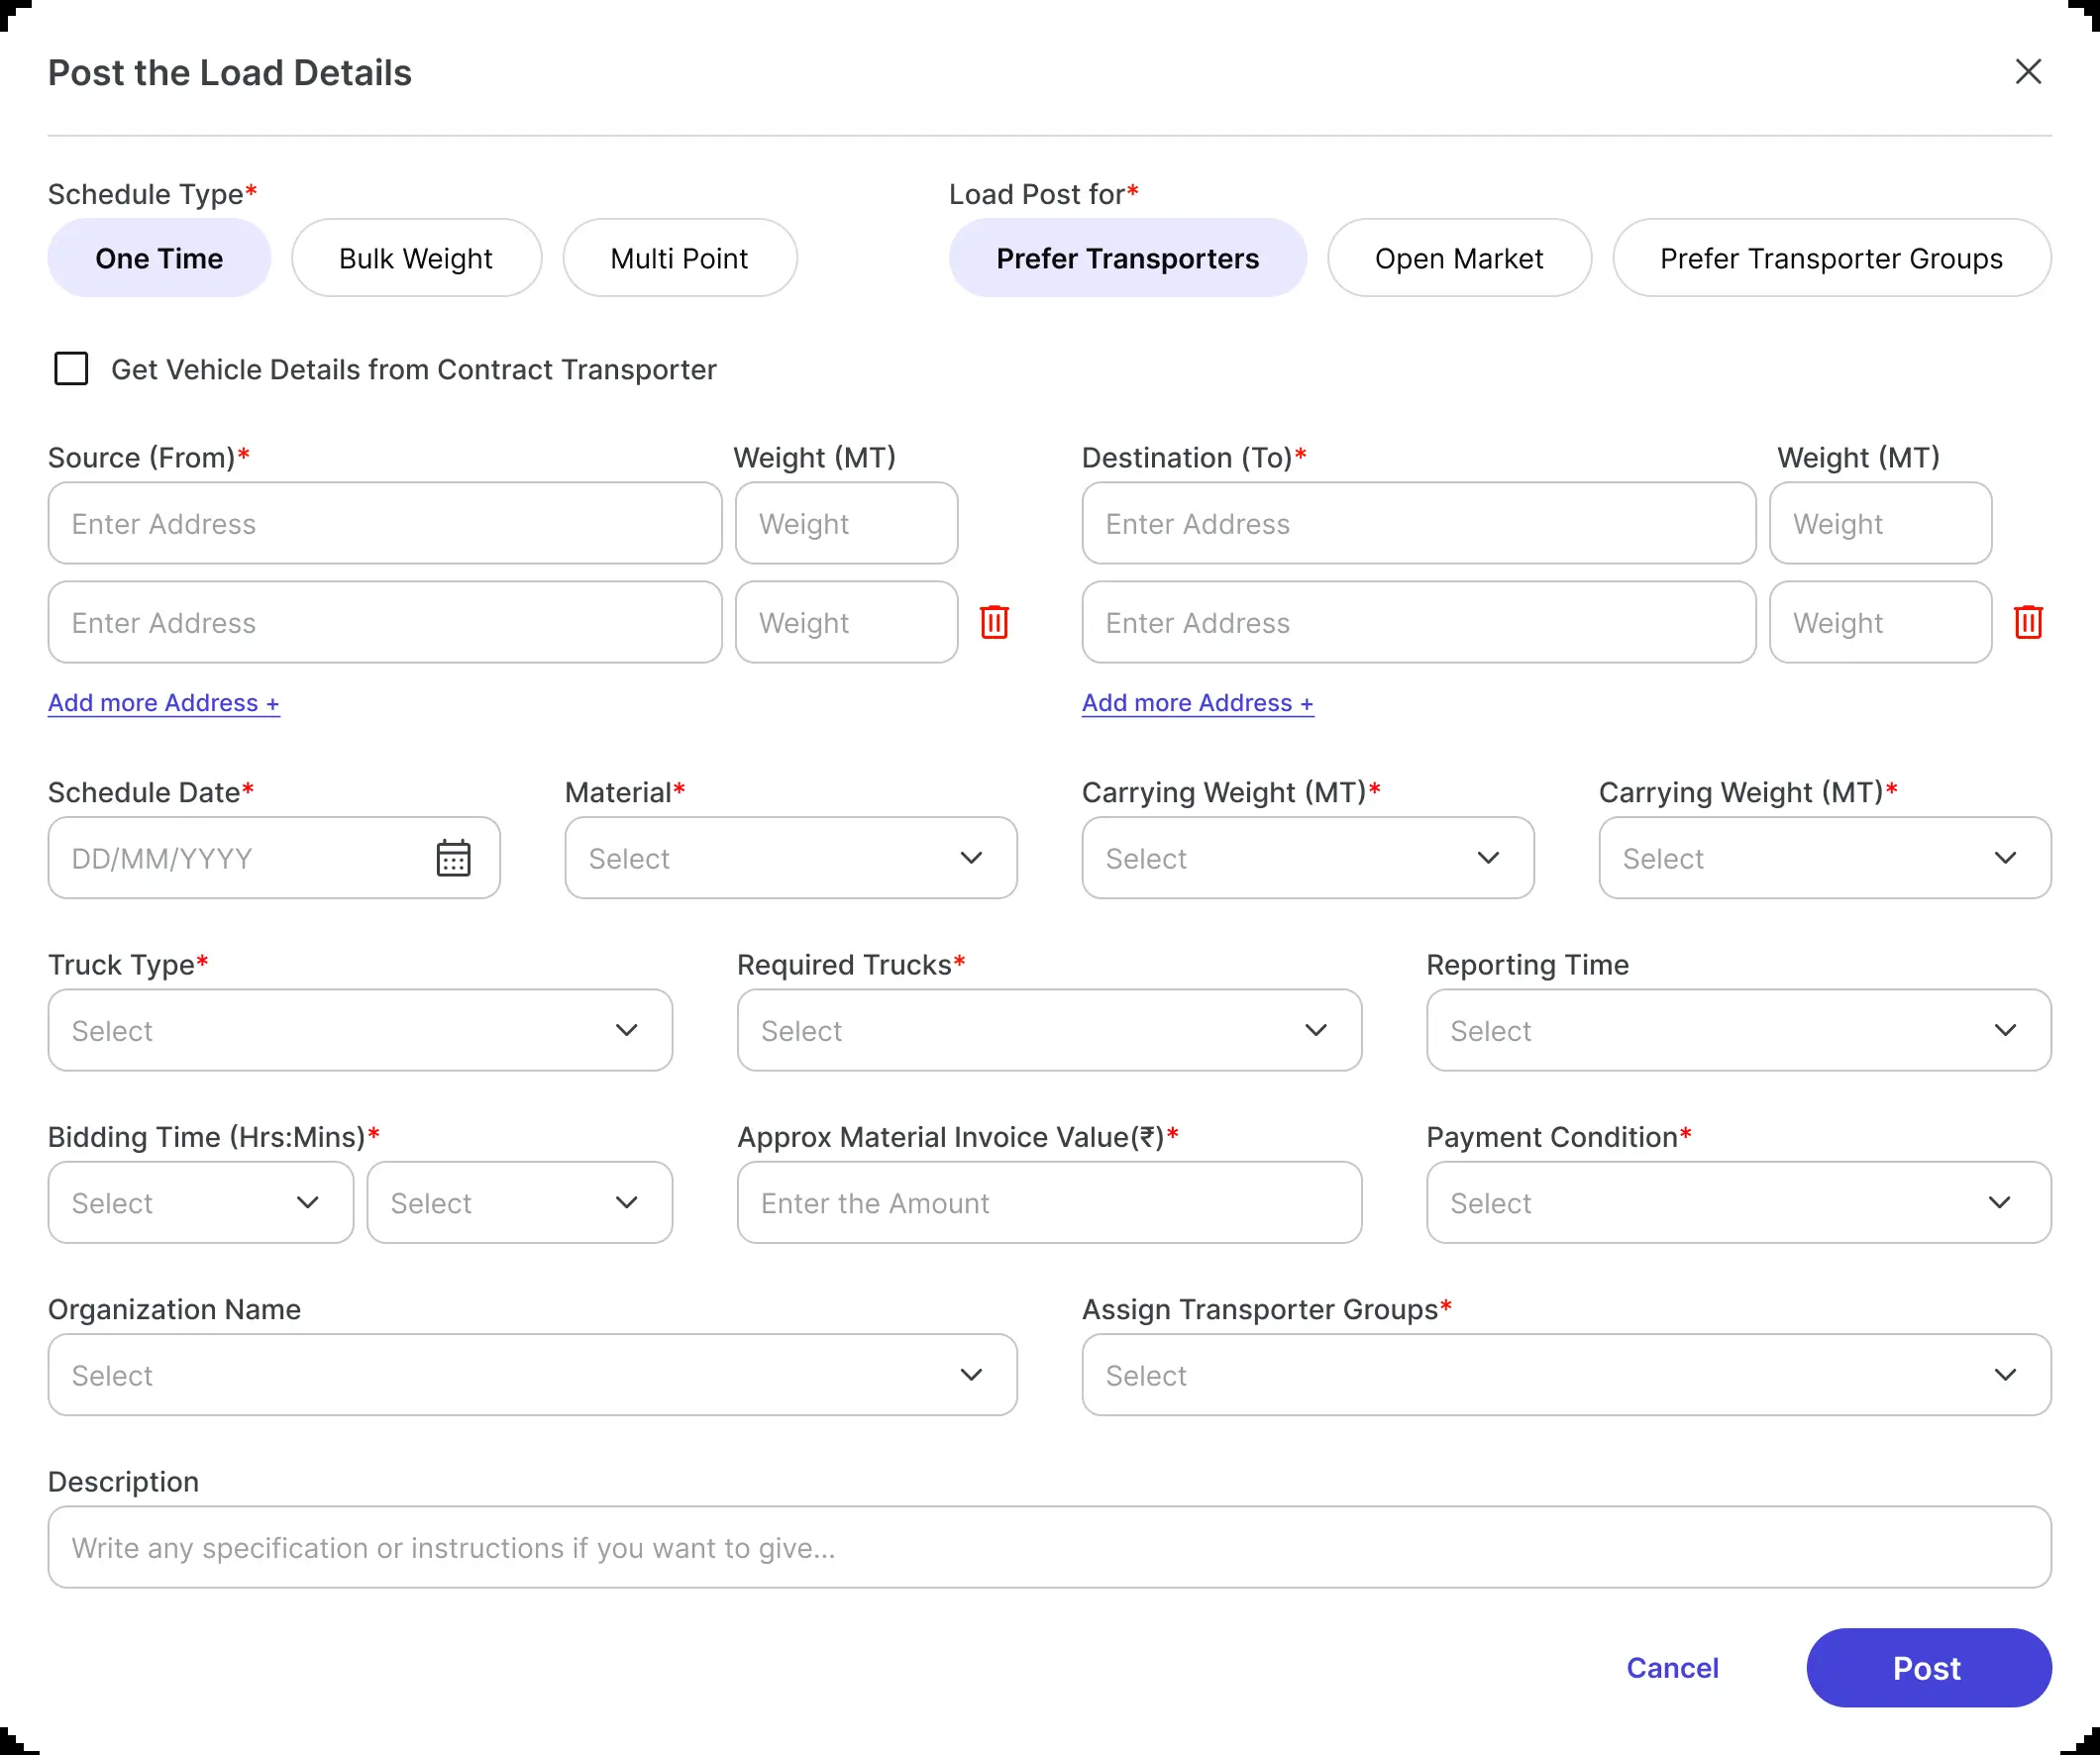 Post the Load Details
Schedule Type*
Load Post for*
One Time
Bulk Weight
Multi Point
Prefer Transporters
Open Market
Prefer Transporter Groups
Get Vehicle Details from Contract Transporter
Source (From)*
Weight (MT)
Destination (To)*
Weight (MT)
Enter Address
Weight
Enter Address
Weight
Enter Address
Weight
Enter Address
Weight
Add more Address +
Add more Address +
Schedule Date*
Material*
Carrying Weight (MT)*
Carrying Weight (MT)*
DD/MM/YYYY
Select
Select
Select
Truck Type*
Required Trucks*
Reporting Time
Select
Select
Select
Bidding Time (Hrs:Mins)*
Approx Material Invoice Value(₹)*
Payment Condition*
Select
Select
Enter the Amount
Select
Organization Name
Assign Transporter Groups*
Select
Select
Description
Write any specification or instructions if you want to give...
Cancel
Post